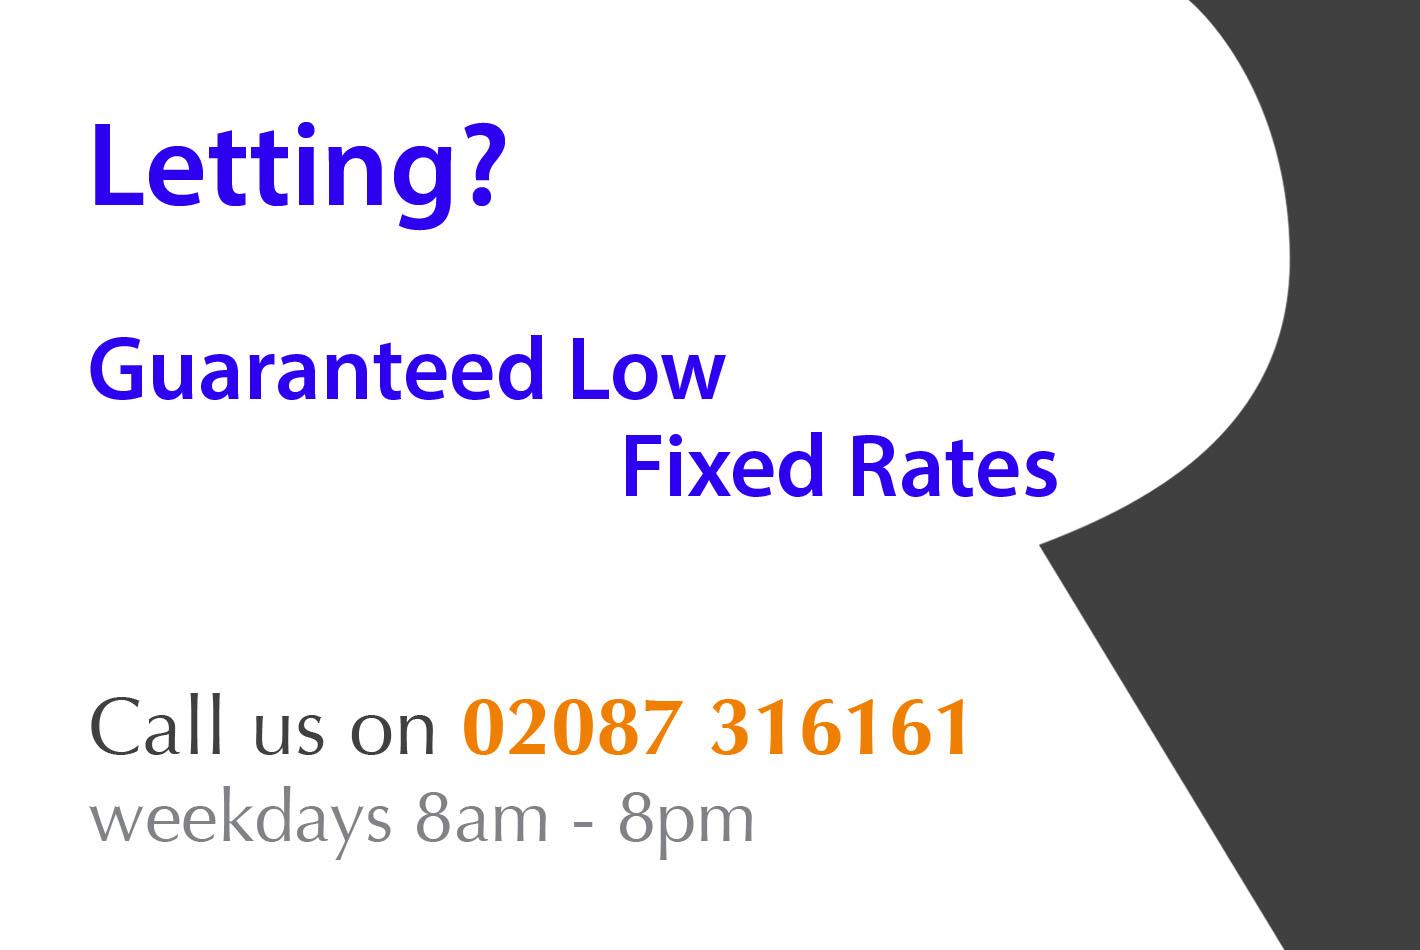 Letting?
Guaranteed Low
Fixed Rates
Call us on 02087 316161
weekdays 8am - 8pm